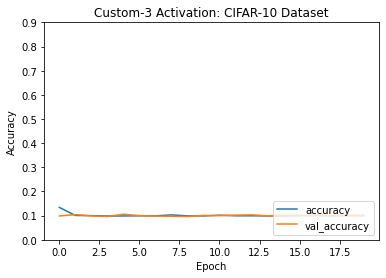 Custom-3 Activation: CIFAR-10 Dataset
0.9
0.8
0.7
0.6
0.5
0.4
0.3
0.2
0.1
0.0
Accuracy
0.0 2.5 5.0 7.5 10.0 12.5 15.0 17.5
Epoch
accuracy
val_accuracy